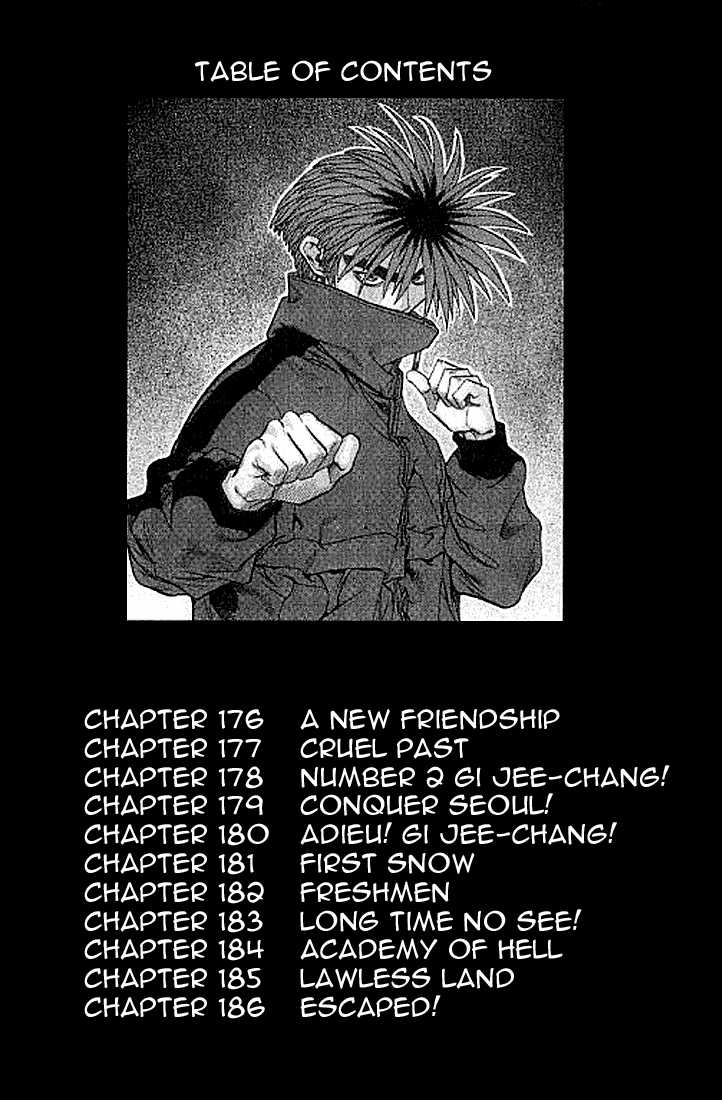 TABLE OF CONTENTS
CHAPTER 176 A NEW FRIENDSHIP
CHAPTER 177 CRUEL PAST
CHAPTER 178 NUMBER 2 GI JEE-CHANG!
CHAPTER 179 CONQUER SEOUL!
CHAPTER 180 ADIEU! GI JEE-CHANG!
CHAPTER 181 FIRST SNOW
CHAPTER 182 FRESHMEN
CHAPTER 183 LONG TIME NO SEE!
CHAPTER 184 ACADEMY OF HELL
CHAPTER 185 LAWLESS LAND
CHAPTER 186 ESCAPED!